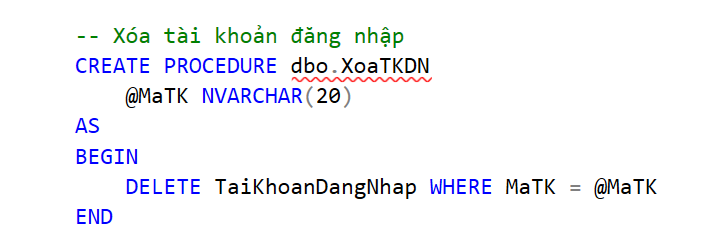 -- Xóa tài khoản đăng nhập
CREATE PROCEDURE dbo.XoaTKDN
    @MaTK NVARCHAR(20)
AS
BEGIN
    DELETE TaiKhoanDangNhap WHERE MaTK = @MaTK
END